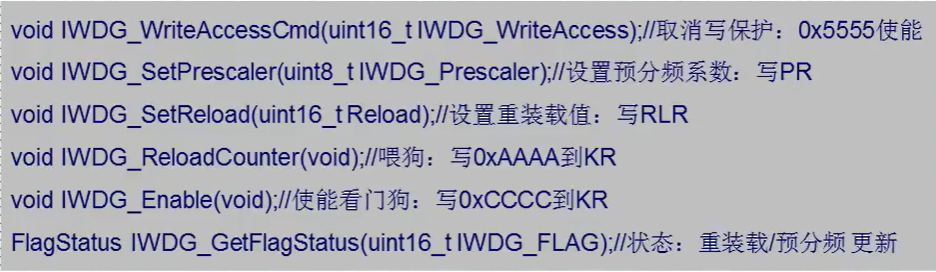 void IWDG_WriteAccessCmd(uint16_t IWDG_WriteAccess);//取消写保护：0x5555使能
void IWDG_SetPrescaler(uint8_t IWDG_Prescaler);//设置预分频系数：写PR
void IWDG_SetReload(uint16_t Reload);//设置重装载值：写RLR
void IWDG_ReloadCounter(void);//喂狗：写0xAAAA到KR
void IWDG_Enable(void);//使能看门狗：写0xCCCC到KR
FlagStatus IWDG_GetFlagStatus(uint16_t IWDG_FLAG);//状态：重装载/预分频 更新